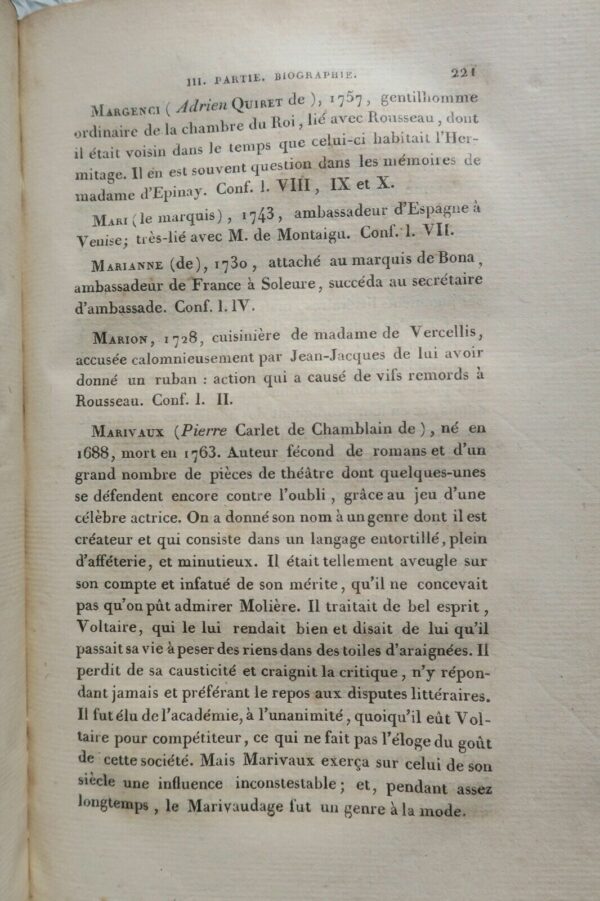 III. PARTIE. BIOGRAPHIE. 221
MARGENCI ( Adrien QUIRET de ), 1757, gentilhomme
ordinaire de la chambre du Roi, lié avec Rousseau, dont
il était voisin dans le temps que celui-ci habitait l'Her-
mitage. Il en est souvent question dans les mémoires de
madame d'Epinay. Conf. l. VIII, IX et X.
MARI (le marquis), 1743, ambassadeur d'Espagne à
Venise; très-lié avec M. de Montaigu. Conf. l. VII.
MARIANNE (de), 1730, attaché au marquis de Bona,
ambassadeur de France à Soleure, succéda au secrétaire
d'ambassade. Conf. l. IV.
MARION, 1728, cuisinière de madame de Vercellis,
accusée calomnieusement par Jean-Jacques de lui avoir
donné un ruban : action qui a causé de vifs remords à
Rousseau. Conf. l. II.
MARIVAUX (Pierre Carlet de Chamblain de), né en
1688, mort en 1763. Auteur fécond de romans et d'un
grand nombre de pièces de théâtre dont quelques-unes
se défendent encore contre l'oubli, grâce au jeu d'une
célèbre actrice. On a donné son nom à un genre dont il est
créateur et qui consiste dans un langage entortillé, plein
d'afféterie, et minutieux. Il était tellement aveugle sur
son compte et infatué de son mérite, qu'il ne concevait
pas qu'on pût admirer Molière. Il traitait de bel esprit,
Voltaire, qui le lui rendait bien et disait de lui qu'il
passait sa vie à peser des riens dans des toiles d'araignées. Il
perdit de sa causticité et craignit la critique, n'y répon-
dant jamais et préférant le repos aux disputes littéraires.
Il fut élu de l'académie, à l'unanimité, quoiqu'il eût Vol-
taire pour compétiteur, ce qui ne fait pas l'éloge du goût
de cette société. Mais Marivaux exerça sur celui de son
siècle une influence inconstestable; et, pendant assez
longtemps, le Marivaudage fut un genre à la mode.